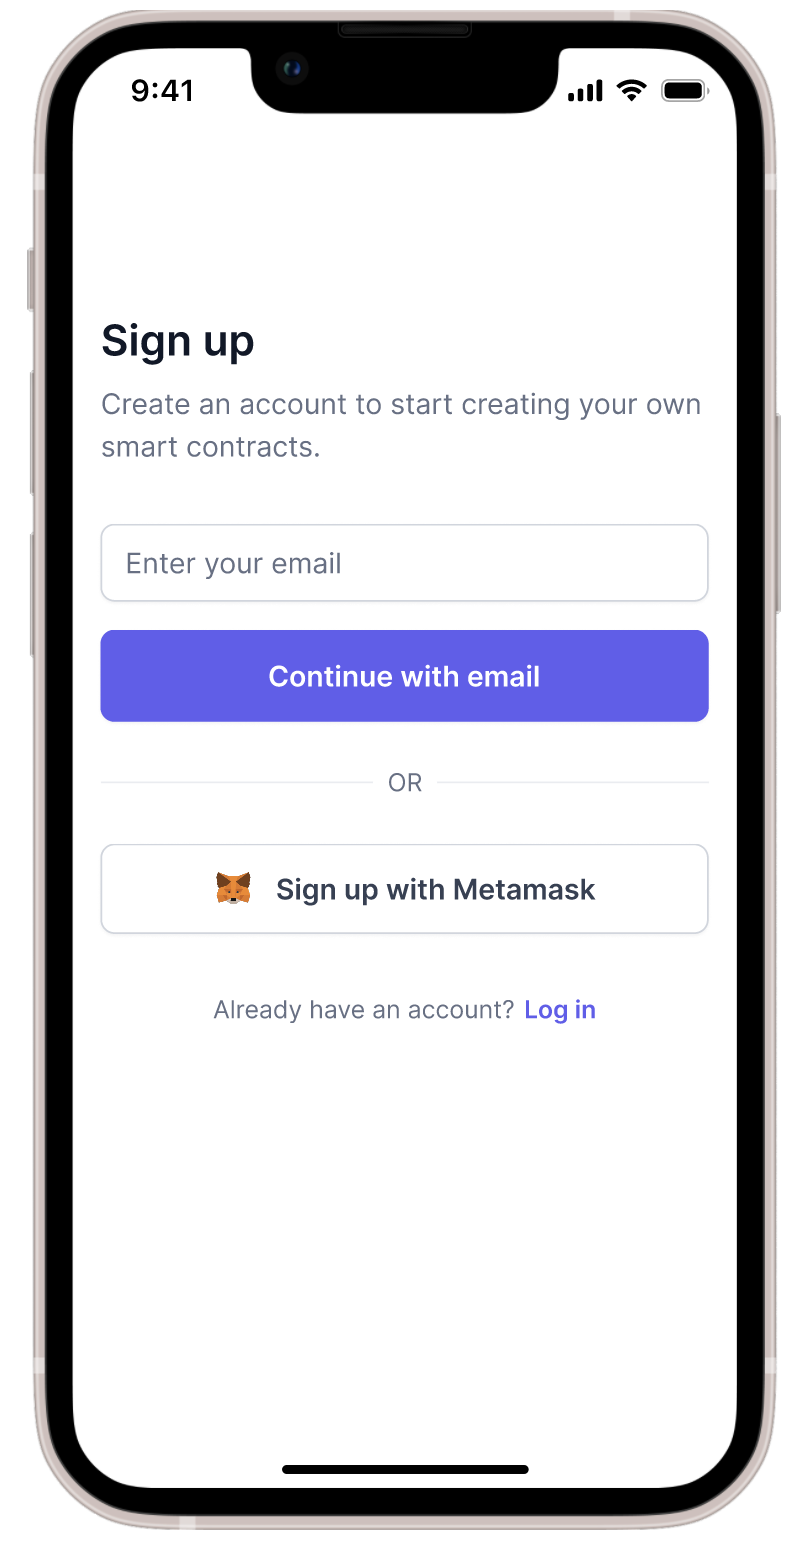 9:41
Sign up
Create an account to start creating your own
smart contracts.
Enter your email
Continue with email
OR
Sign up with Metamask
Already have an account? Log in